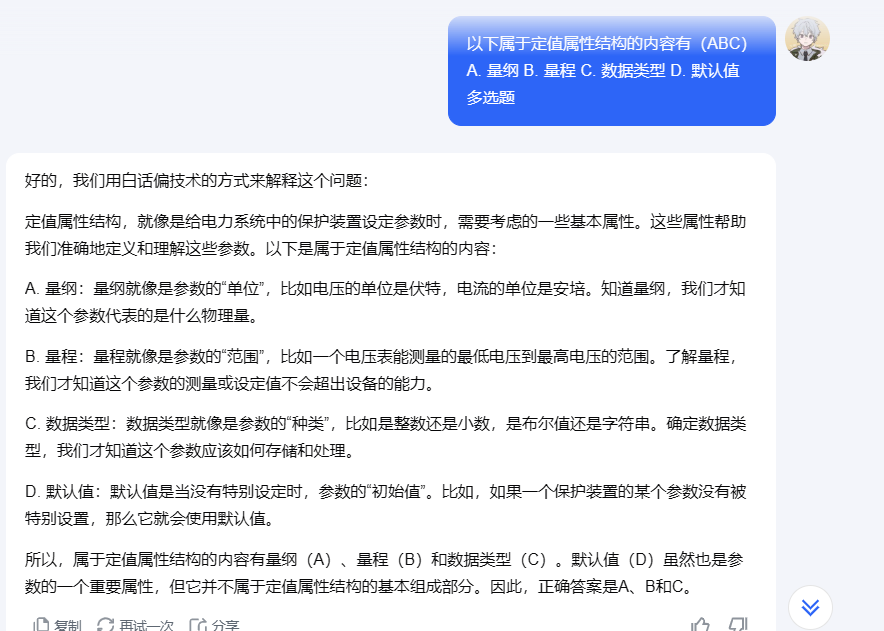 以下属于定值属性结构的内容有（ABC）
A. 量纲 B. 量程 C. 数据类型 D. 默认值
多选题
好的，我们用白话偏技术的方式来解释这个问题：
定值属性结构，就像是给电力系统中的保护装置设定参数时，需要考虑的一些基本属性。这些属性帮助
我们准确地定义和理解这些参数。以下是属于定值属性结构的内容：
A. 量纲：量纲就像是参数的“单位”，比如电压的单位是伏特，电流的单位是安培。知道量纲，我们才知
道这个参数代表的是什么物理量。
B. 量程：量程就像是参数的“范围”，比如一个电压表能测量的最低电压到最高电压的范围。了解量程，
我们才知道这个参数的测量或设定值不会超出设备的能力。
C. 数据类型：数据类型就像是参数的“种类”，比如是整数还是小数，是布尔值还是字符串。确定数据类
型，我们才知道这个参数应该如何存储和处理。
D. 默认值：默认值是当没有特别设定时，参数的“初始值”。比如，如果一个保护装置的某个参数没有被
特别设置，那么它就会使用默认值。
所以，属于定值属性结构的内容有量纲（A）、量程（B）和数据类型（C）。默认值（D）虽然也是参
数的一个重要属性，但它并不属于定值属性结构的基本组成部分。因此，正确答案是A、B和C。
复制 再试一次 分享